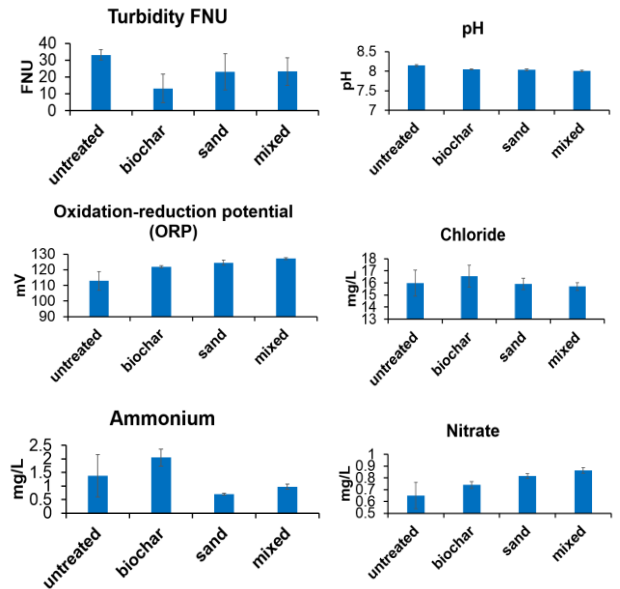 Turbidity FNU
FNU
40
30
20
10
0
untreated
biochar
sand
mixed
pH
pH
8.5
8
7.5
7
untreated
biochar
sand
mixed
Oxidation-reduction potential
(ORP)
mV
130
120
110
100
90
untreated
biochar
sand
mixed
Chloride
mg/L
18
17
16
15
14
13
untreated
biochar
sand
mixed
Ammonium
mg/L
2.5
2
1.5
1
0.5
0
untreated
biochar
sand
mixed
Nitrate
mg/L
1
0.9
0.8
0.7
0.6
0.5
untreated
biochar
sand
mixed